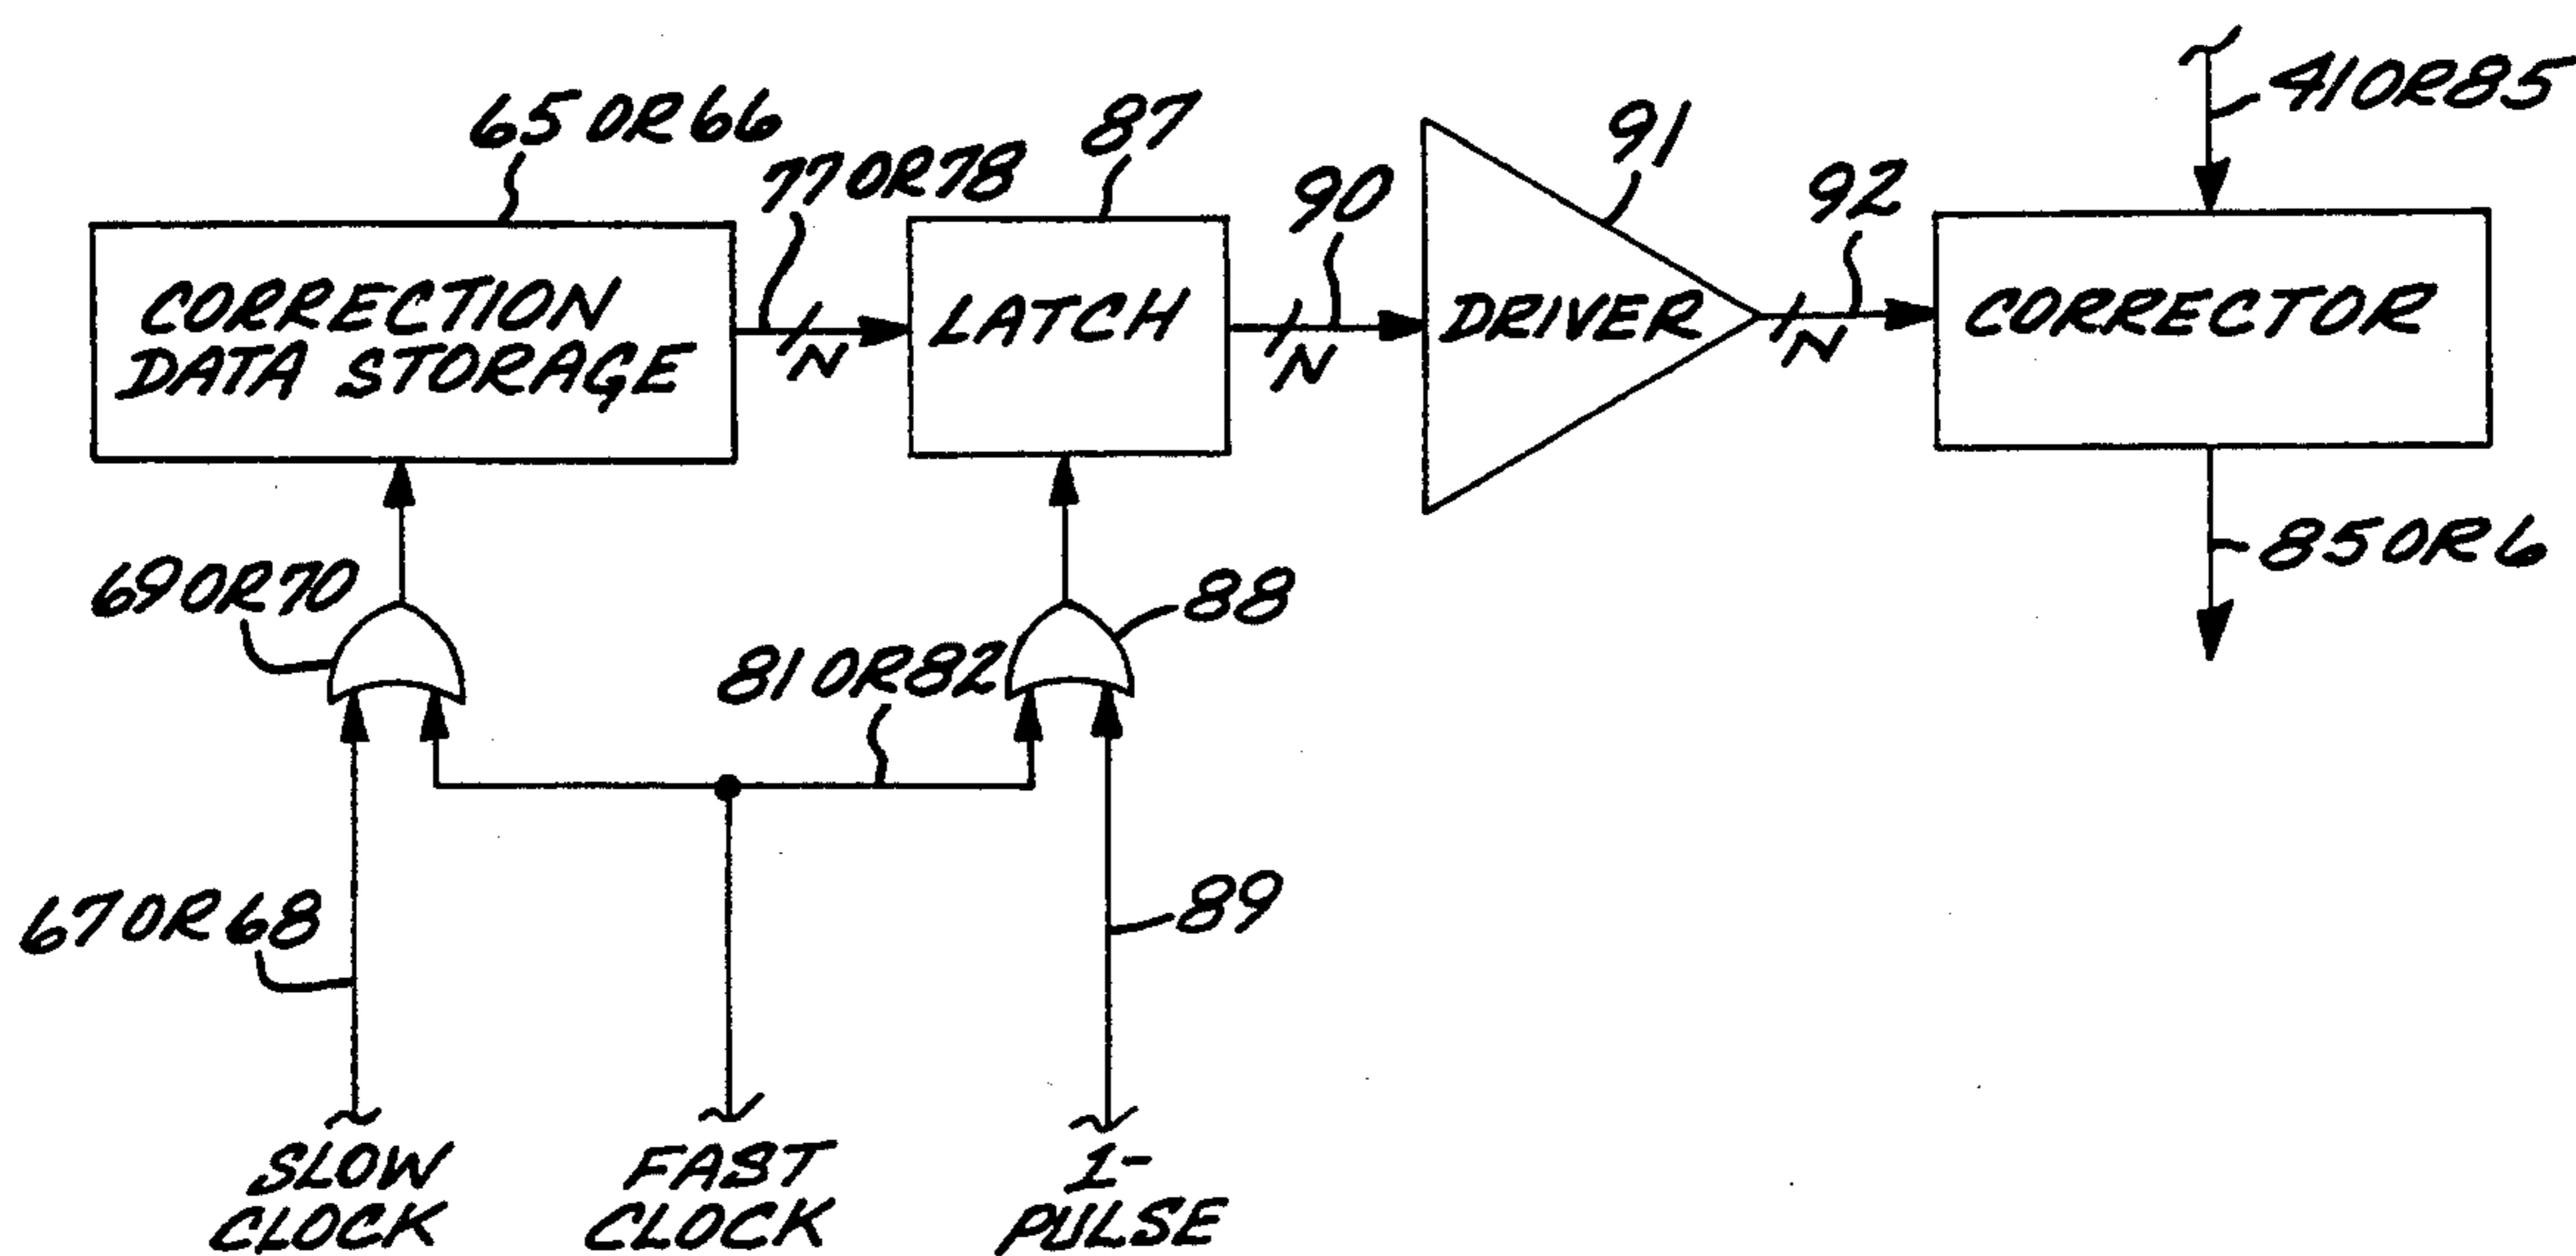 41 OR 85
65 OR 66
87
91
77 OR 78
90
92
CORRECTION
DATA STORAGE
LATCH
DRIVER
CORRECTOR
N
N
N
85 OR 6
69 OR 70
88
81 OR 82
67 OR 68
89
SLOW
CLOCK
FAST
CLOCK
1-
PULSE